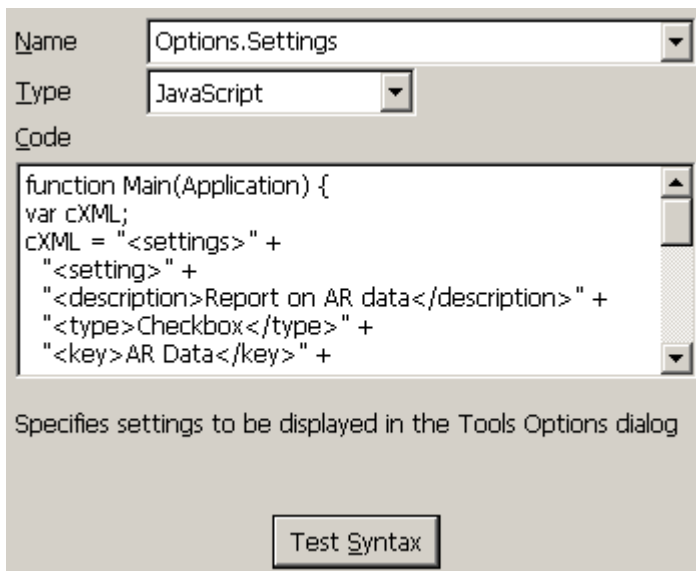 Name Options.Settings
Type JavaScript
Code
function Main(Application) {
var cXML;
cXML = "<settings>" +
"<setting>" +
"<description>Report on AR data</description>" +
"<type>Checkbox</type>" +
"<key>AR Data</key>" +
Specifies settings to be displayed in the Tools Options dialog
Test Syntax